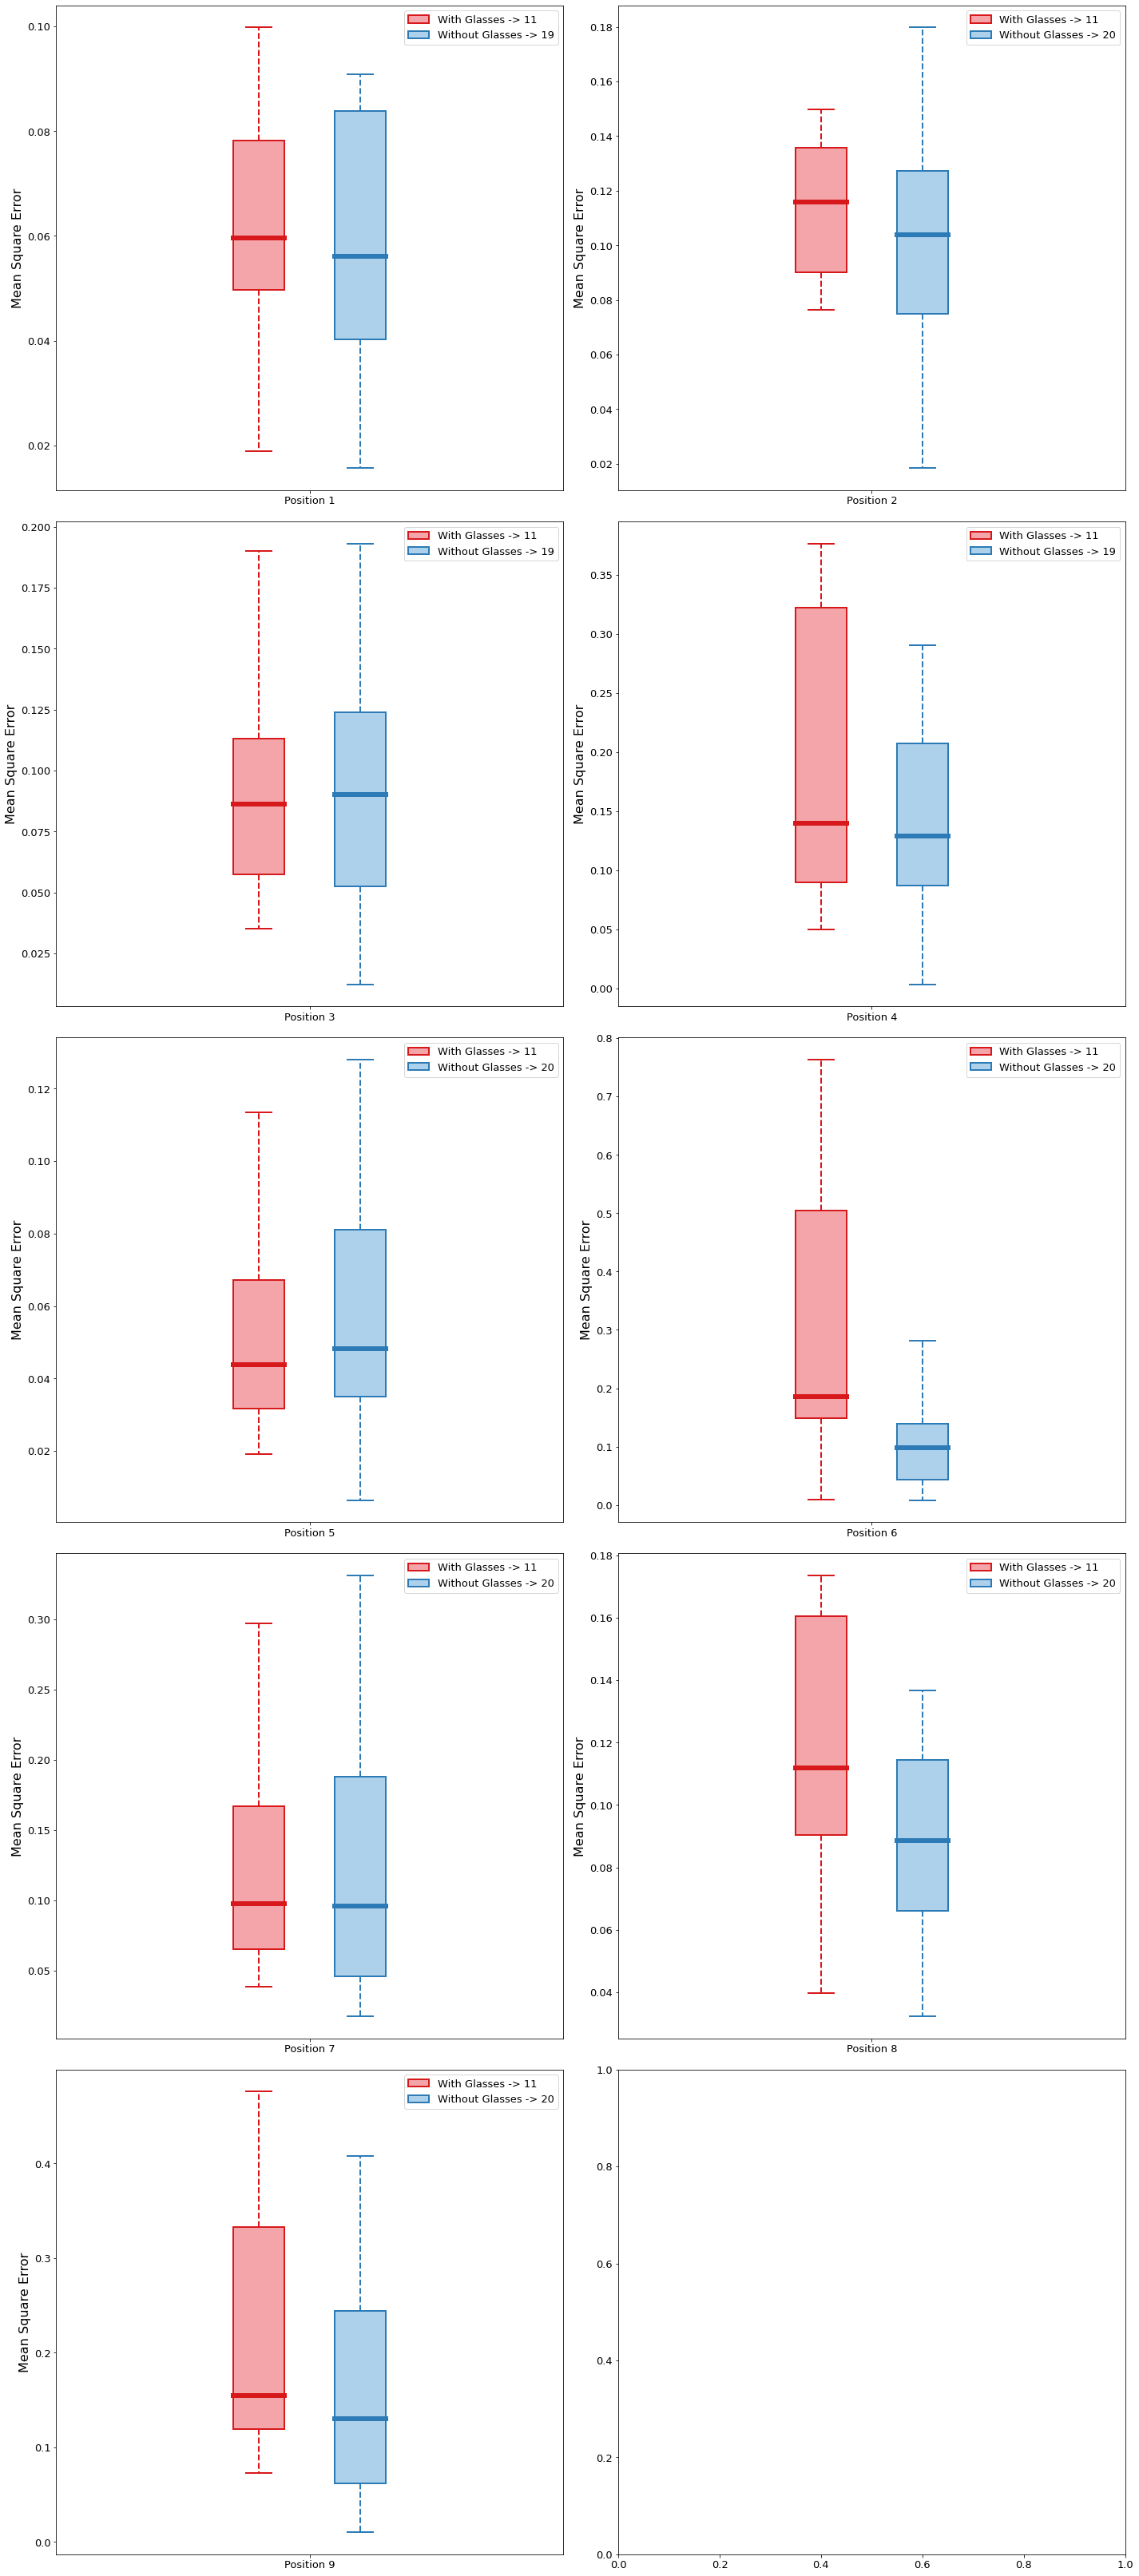 With Glasses -> 11
Without Glasses -> 19
0.10
0.08
0.06
0.04
0.02
Mean Square Error
Position 1
With Glasses -> 11
Without Glasses -> 20
0.18
0.16
0.14
0.12
0.10
0.08
0.06
0.04
0.02
Mean Square Error
Position 2
With Glasses -> 11
Without Glasses -> 19
0.200
0.175
0.150
0.125
0.100
0.075
0.050
0.025
Mean Square Error
Position 3
With Glasses -> 11
Without Glasses -> 19
0.35
0.30
0.25
0.20
0.15
0.10
0.05
0.00
Mean Square Error
Position 4
With Glasses -> 11
Without Glasses -> 20
0.12
0.10
0.08
0.06
0.04
0.02
Mean Square Error
Position 5
With Glasses -> 11
Without Glasses -> 20
0.8
0.7
0.6
0.5
0.4
0.3
0.2
0.1
0.0
Mean Square Error
Position 6
With Glasses -> 11
Without Glasses -> 20
0.30
0.25
0.20
0.15
0.10
0.05
Mean Square Error
Position 7
With Glasses -> 11
Without Glasses -> 20
0.18
0.16
0.14
0.12
0.10
0.08
0.06
0.04
Mean Square Error
Position 8
With Glasses -> 11
Without Glasses -> 20
0.4
0.3
0.2
0.1
0.0
Mean Square Error
Position 9
1.0
0.8
0.6
0.4
0.2
0.0
0.0 0.2 0.4 0.6 0.8 1.0